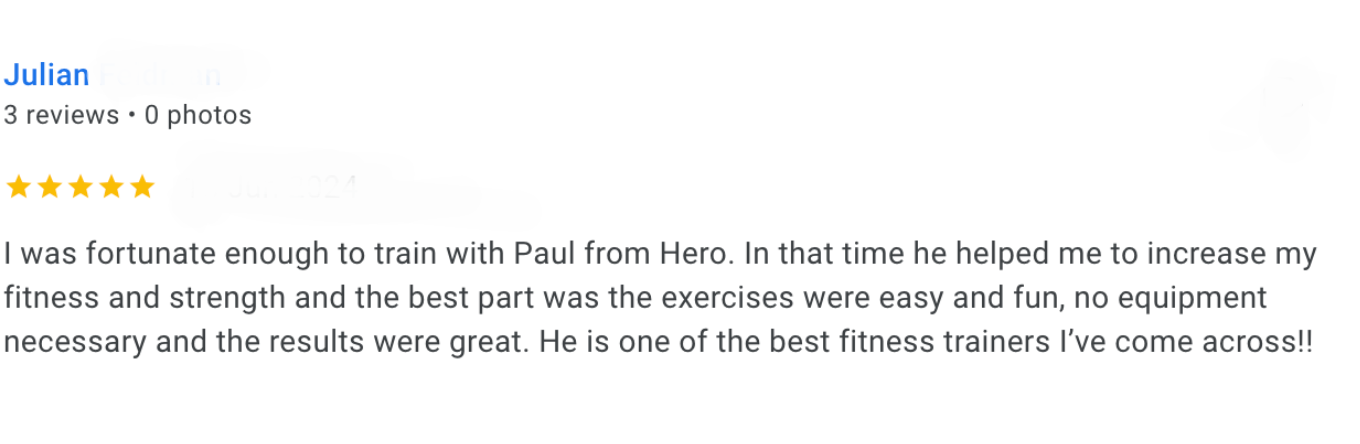 Julian
3 reviews • 0 photos
I was fortunate enough to train with Paul from Hero. In that time he helped me to increase my
fitness and strength and the best part was the exercises were easy and fun, no equipment
necessary and the results were great. He is one of the best fitness trainers I’ve come across!!